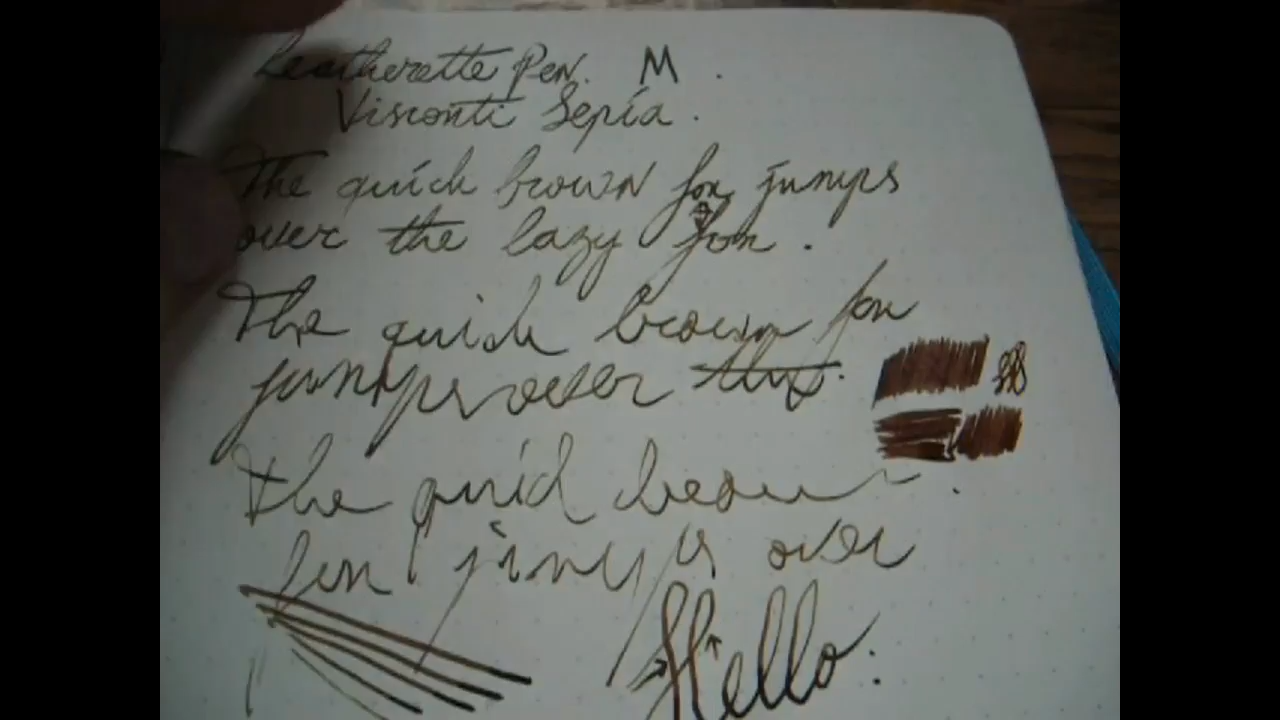 Leatherette Pen. M.
Visconti Sepia.
The quick brown fox jumps
over the lazy fox.
The quick brown fox
jumps over the
The quick brown
fox jumps over
Hello.